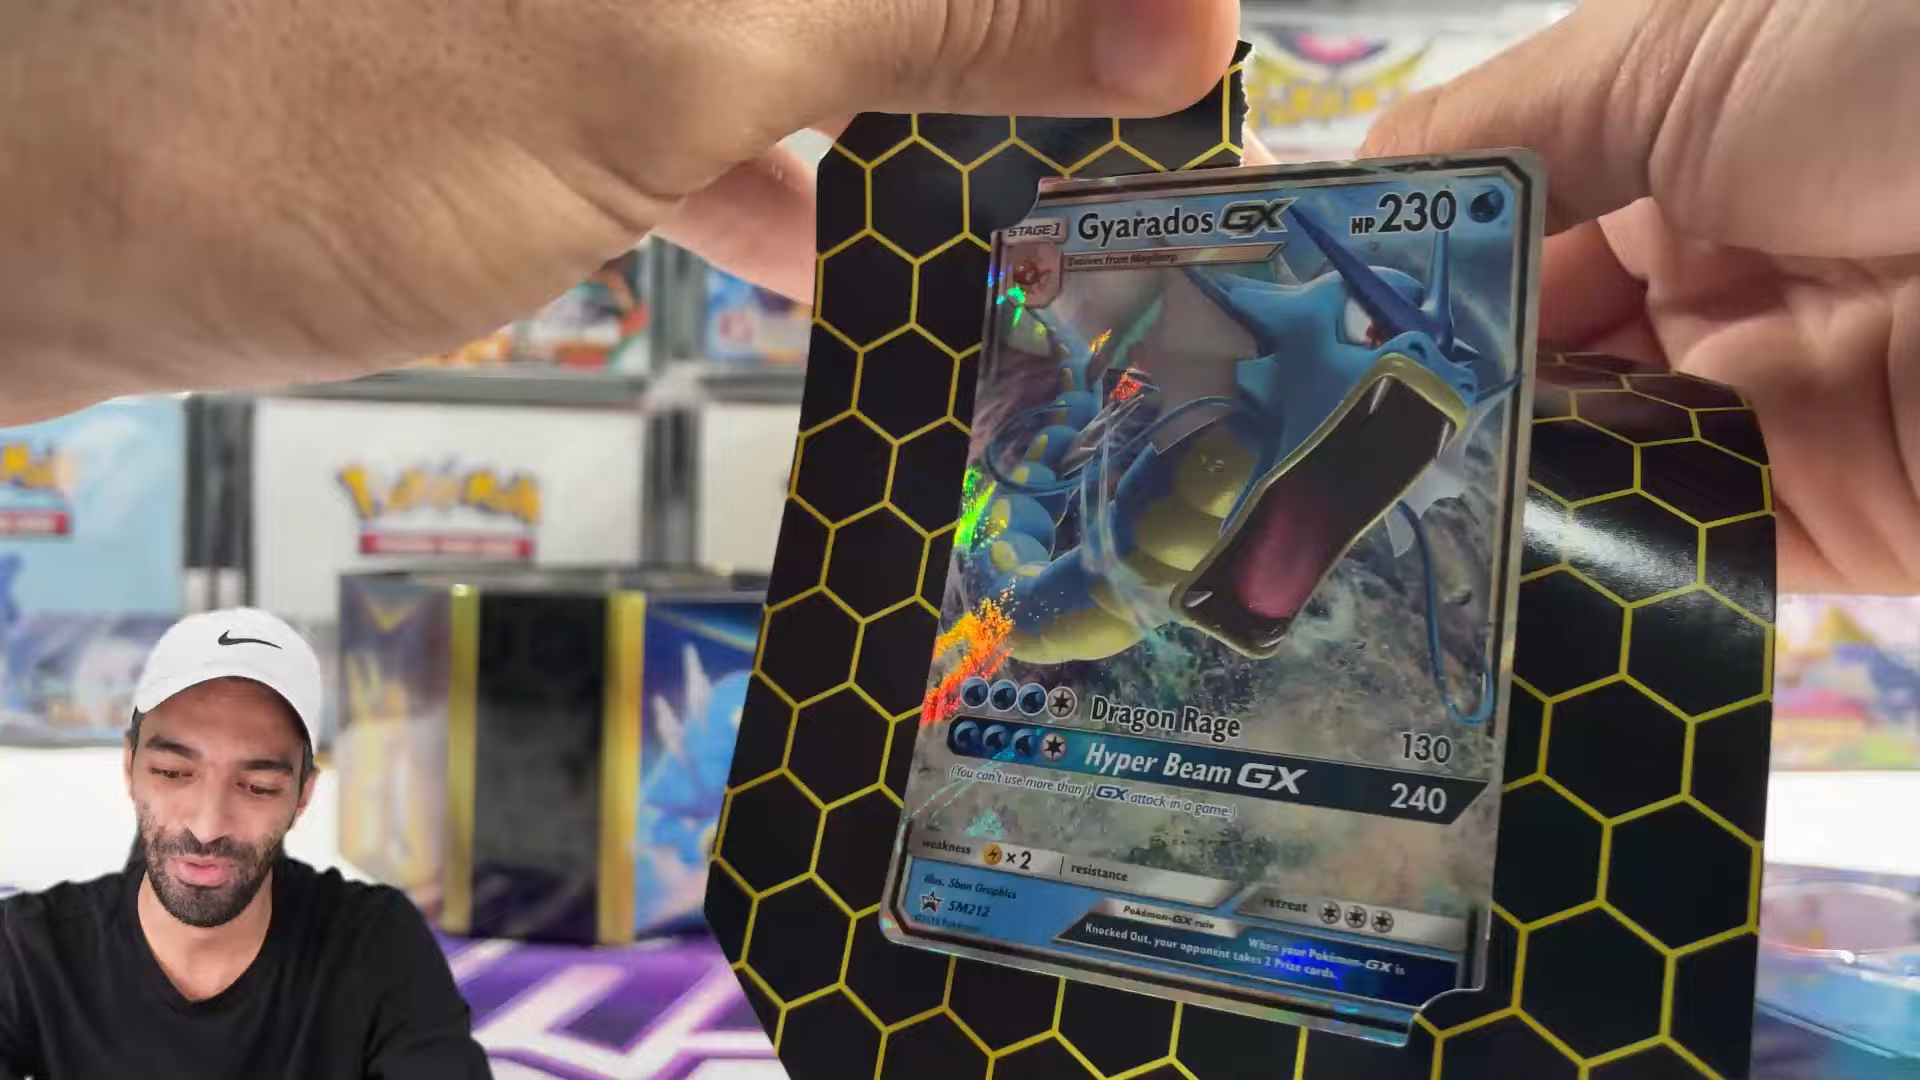 Gyarados GX
HP 230
STAGE 1
Evolves from Magikarp
Dragon Rage
130
Hyper Beam GX
240
(You can't use more than 1 GX attack in a game.)
weakness
×2
resistance
retreat
Illus. 5ban Graphics
SM212
Pokémon-GX rule
When your Pokémon-GX is
Knocked Out, your opponent takes 2 Prize cards.